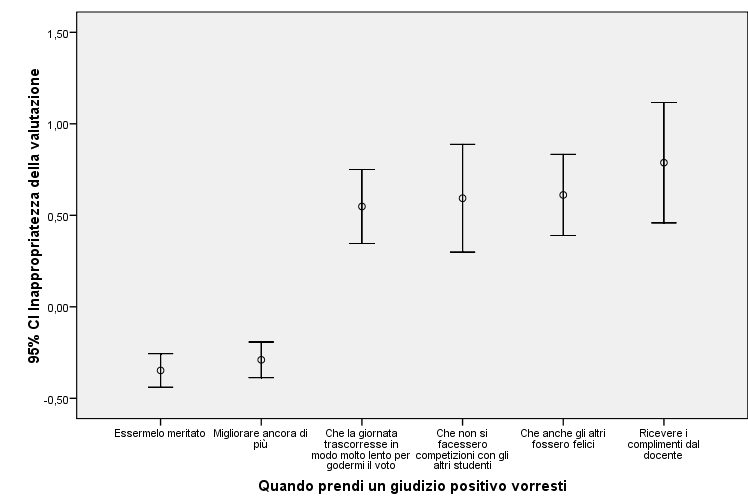 95% CI Inappropriatezza della valutazione
1,50
1,00
0,50
0,00
-0,50
Essermelo meritato
Migliorare ancora di
più
Che la giornata
trascorresse in
modo molto lento per
godermi il voto
Che non si
facessero
competizioni con gli
altri studenti
Che anche gli altri
fossero felici
Ricevere i
complimenti dal
docente
Quando prendi un giudizio positivo vorresti